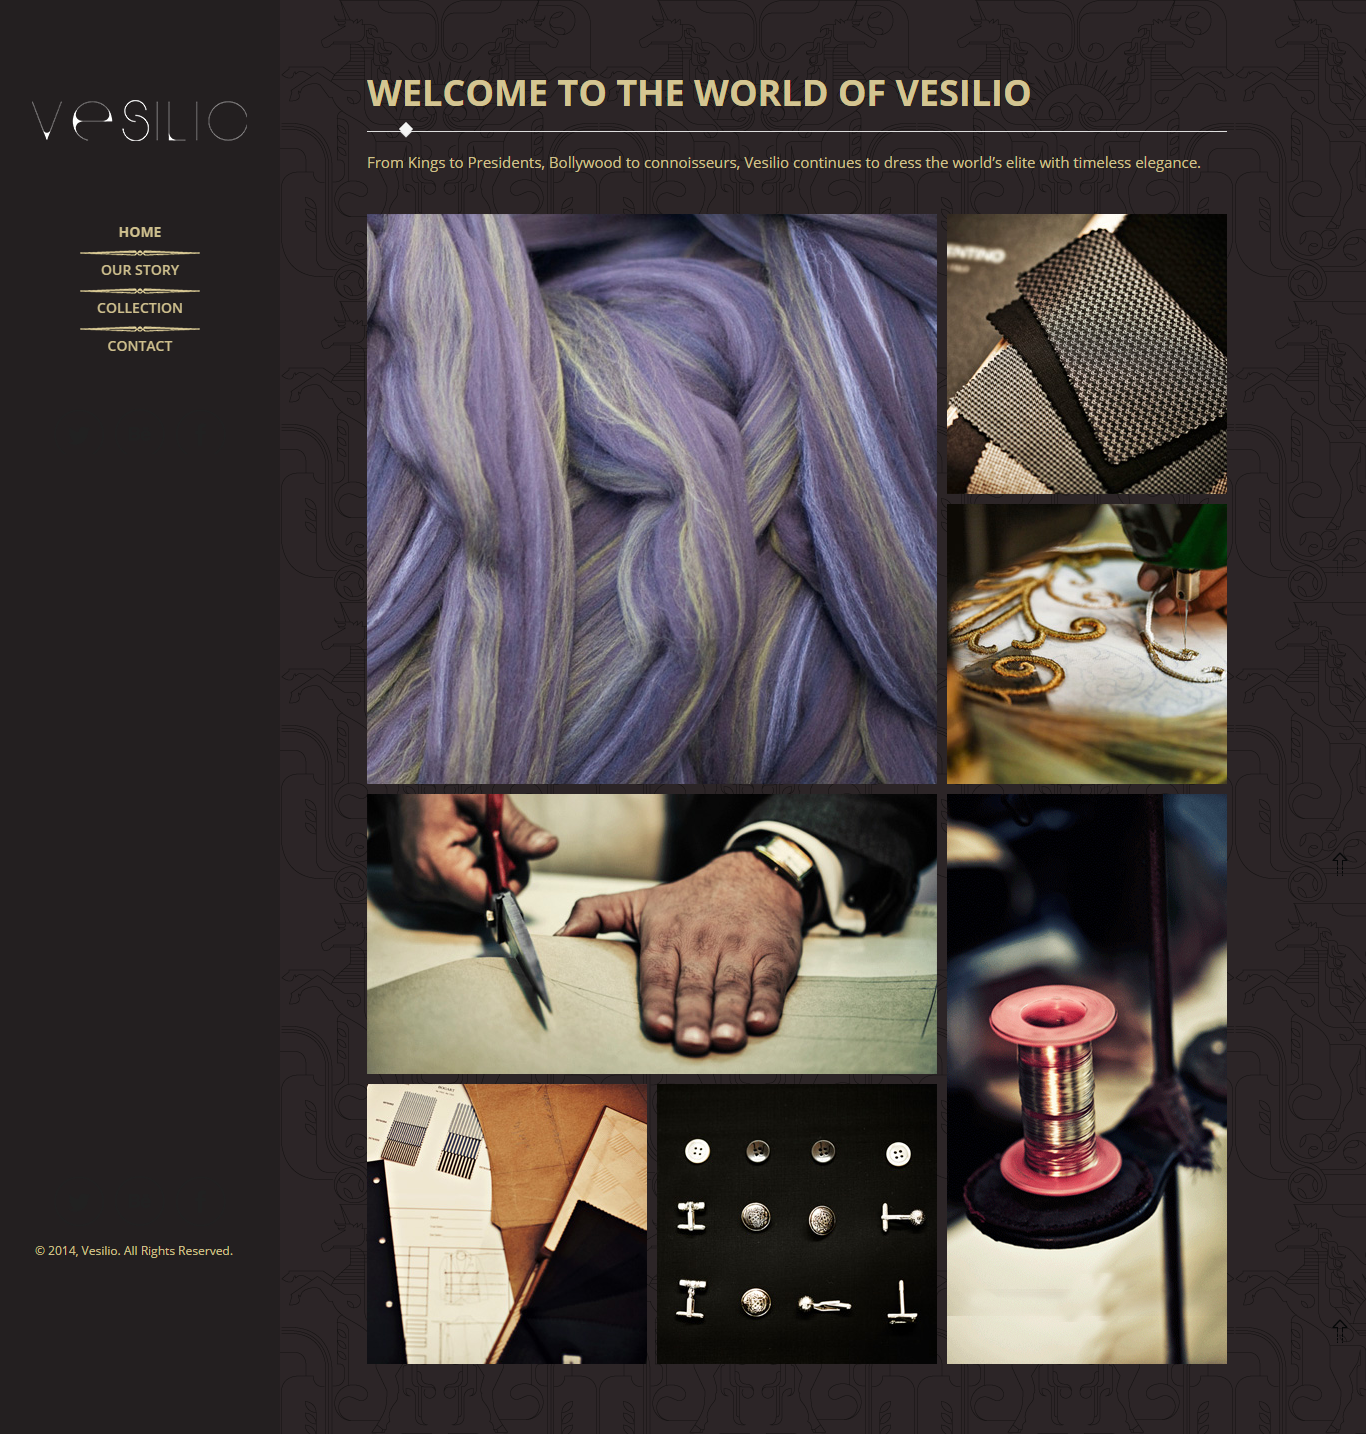 vesilio
HOME
OUR STORY
COLLECTION
CONTACT
© 2014, Vesilio. All Rights Reserved.
WELCOME TO THE WORLD OF VESILIO
From Kings to Presidents, Bollywood to connoisseurs, Vesilio continues to dress the world’s elite with timeless elegance.